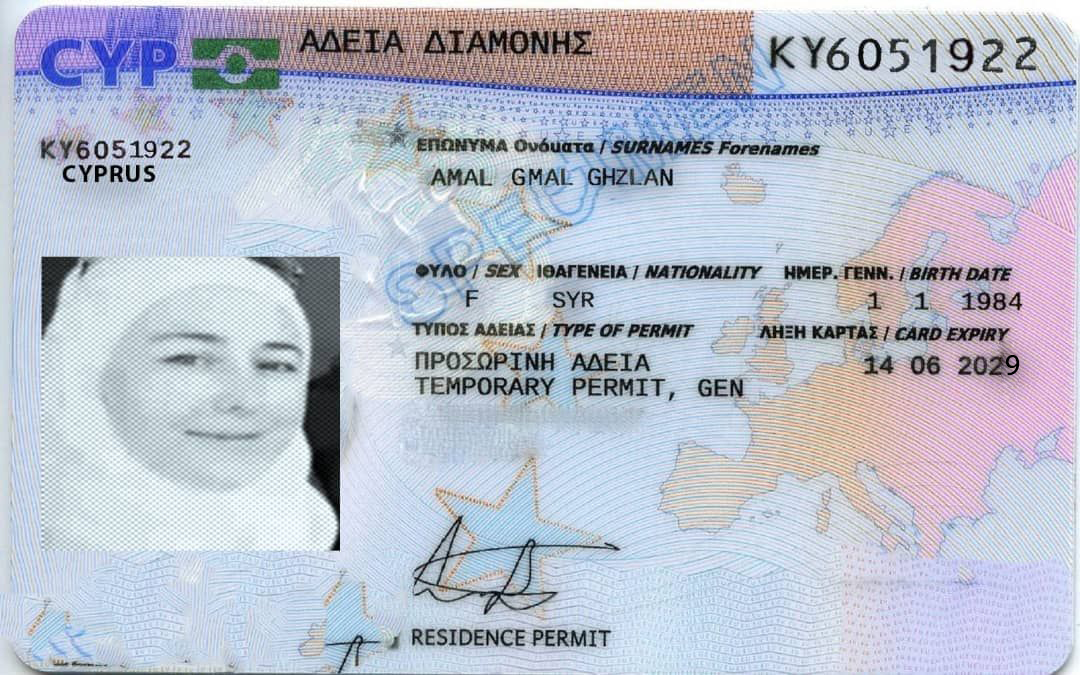 CYP
ΑΔΕΙΑ ΔΙΑΜΟΝΗΣ
KY6051922
KY6051922
CYPRUS
SPECIMEN
ΕΠΩΝΥΜΑ Ονόματα / SURNAMES Forenames
AMAL GMAL GHZLAN
ΦΥΛΟ / SEX ΙΘΑΓΕΝΕΙΑ / NATIONALITY ΗΜΕΡ. ΓΕΝΝ. / BIRTH DATE
F SYR 1 1 1984
ΤΥΠΟΣ ΑΔΕΙΑΣ / TYPE OF PERMIT ΛΗΞΗ ΚΑΡΤΑΣ / CARD EXPIRY
ΠΡΟΣΩΡΙΝΗ ΑΔΕΙΑ 14 06 2029
TEMPORARY PERMIT, GEN
RESIDENCE PERMIT